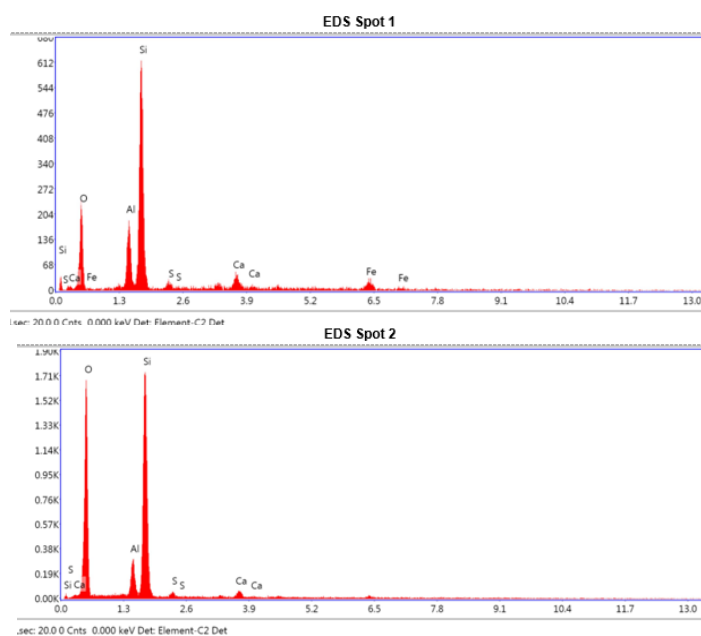 EDS Spot 1
680
Si
612
544
476
408
340
272
O
204
Al
136
Si
Ca
Fe
68
S Ca Fe
S S
Ca
Fe
0
0.0 1.3 2.6 3.9 5.2 6.5 7.8 9.1 10.4 11.7 13.0
sec: 20.0 0 Cnts 0.000 keV Det: Element-C2 Det
EDS Spot 2
1.90K
O
Si
1.71K
1.52K
1.33K
1.14K
0.95K
0.76K
0.57K
0.38K
Al
0.19K
S
Si Ca
S S
Ca Ca
0.00K
0.0 1.3 2.6 3.9 5.2 6.5 7.8 9.1 10.4 11.7 13.0
.sec: 20.0 0 Cnts 0.000 keV Det: Element-C2 Det